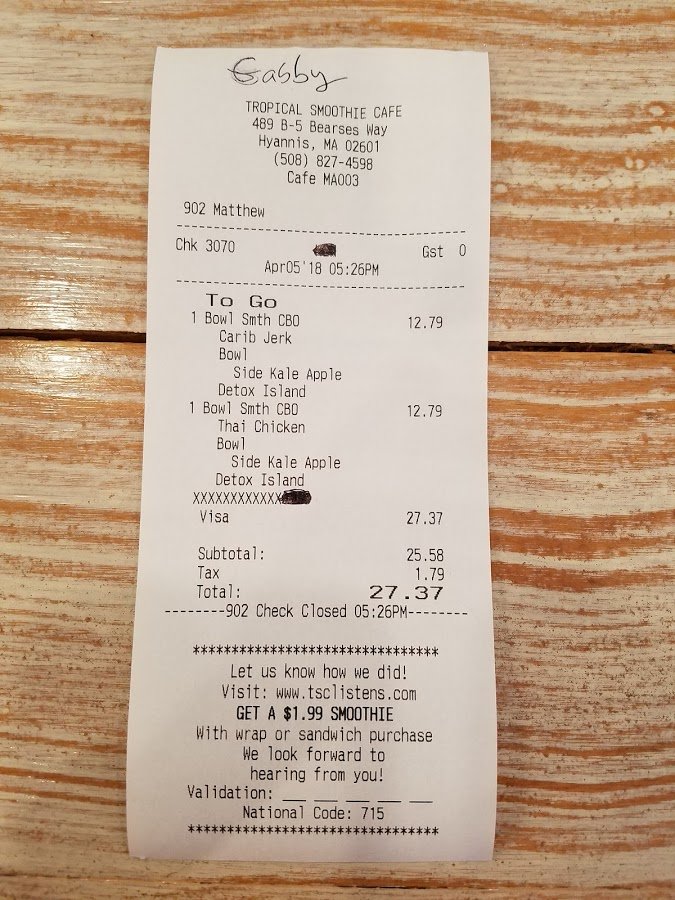 Gabby
TROPICAL SMOOTHIE CAFE
489 B-5 Bearses Way
Hyannis, MA 02601
(508) 827-4598
Cafe MA003
902 Matthew
Chk 3070 Gst 0
Apr05'18 05:26PM
To Go
1 Bowl Smth CBO 12.79
Carib Jerk
Bowl
Side Kale Apple
Detox Island
1 Bowl Smth CBO 12.79
Thai Chicken
Bowl
Side Kale Apple
Detox Island
XXXXXXXXXXXX
Visa 27.37
Subtotal: 25.58
Tax 1.79
Total: 27.37
--------902 Check Closed 05:26PM--------
********************************
Let us know how we did!
Visit: www.tsclistens.com
GET A $1.99 SMOOTHIE
With wrap or sandwich purchase
We look forward to
hearing from you!
Validation: __ __ ____ __
National Code: 715
********************************